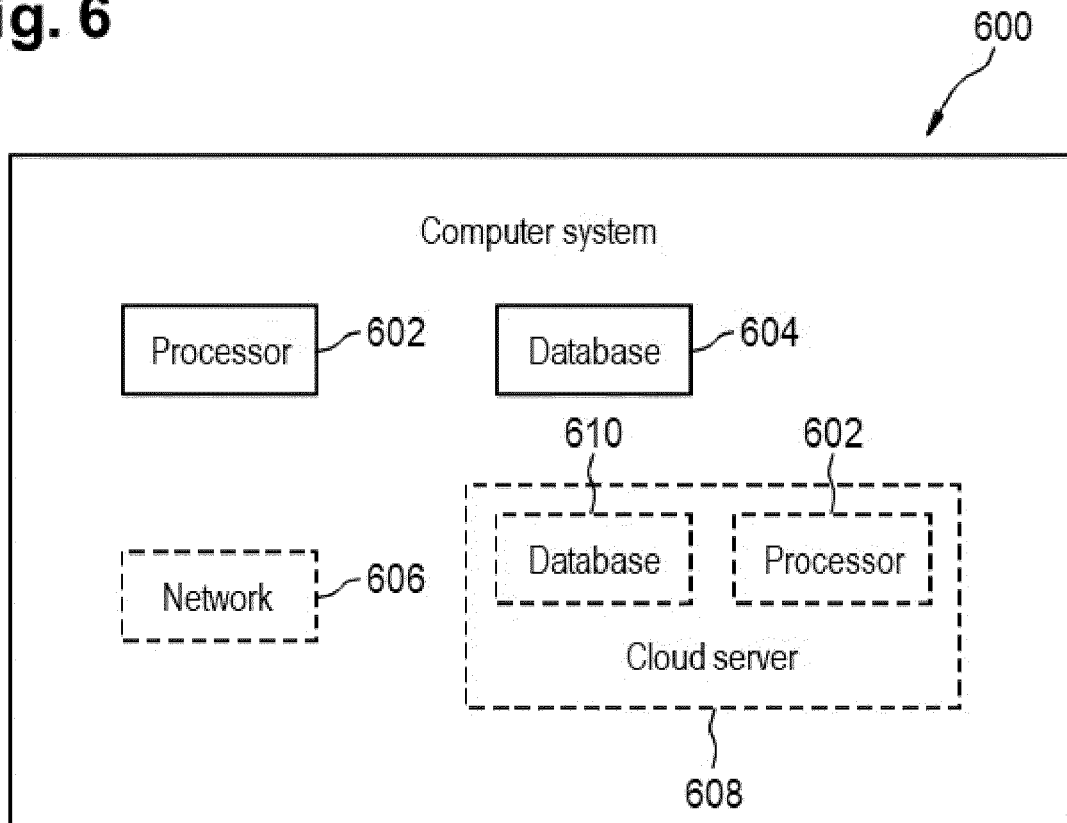 ig. 6
600
Computer system
Processor
602
Database
604
610
602
Database
Processor
Network
606
Cloud server
608